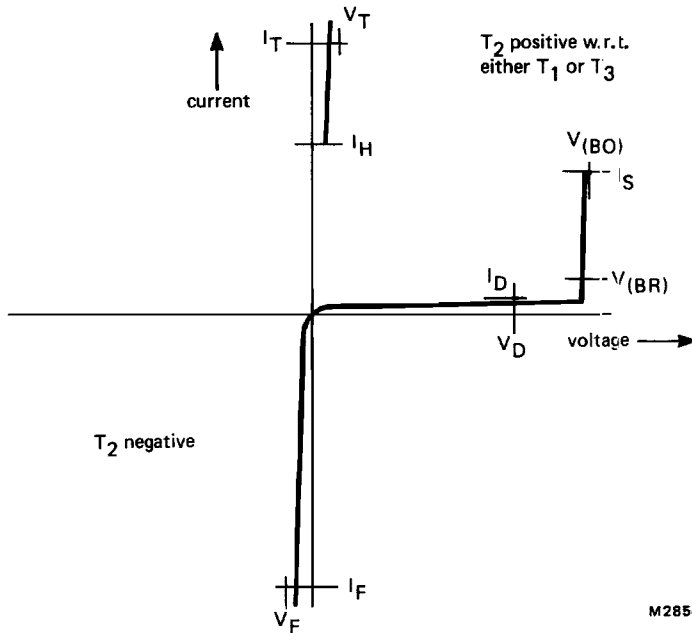 V_T
I_T
T_2 positive w.r.t.
either T_1 or T_3
current
I_H
V_(BO)
I_S
I_D
V_(BR)
V_D
voltage
T_2 negative
I_F
V_F
M285